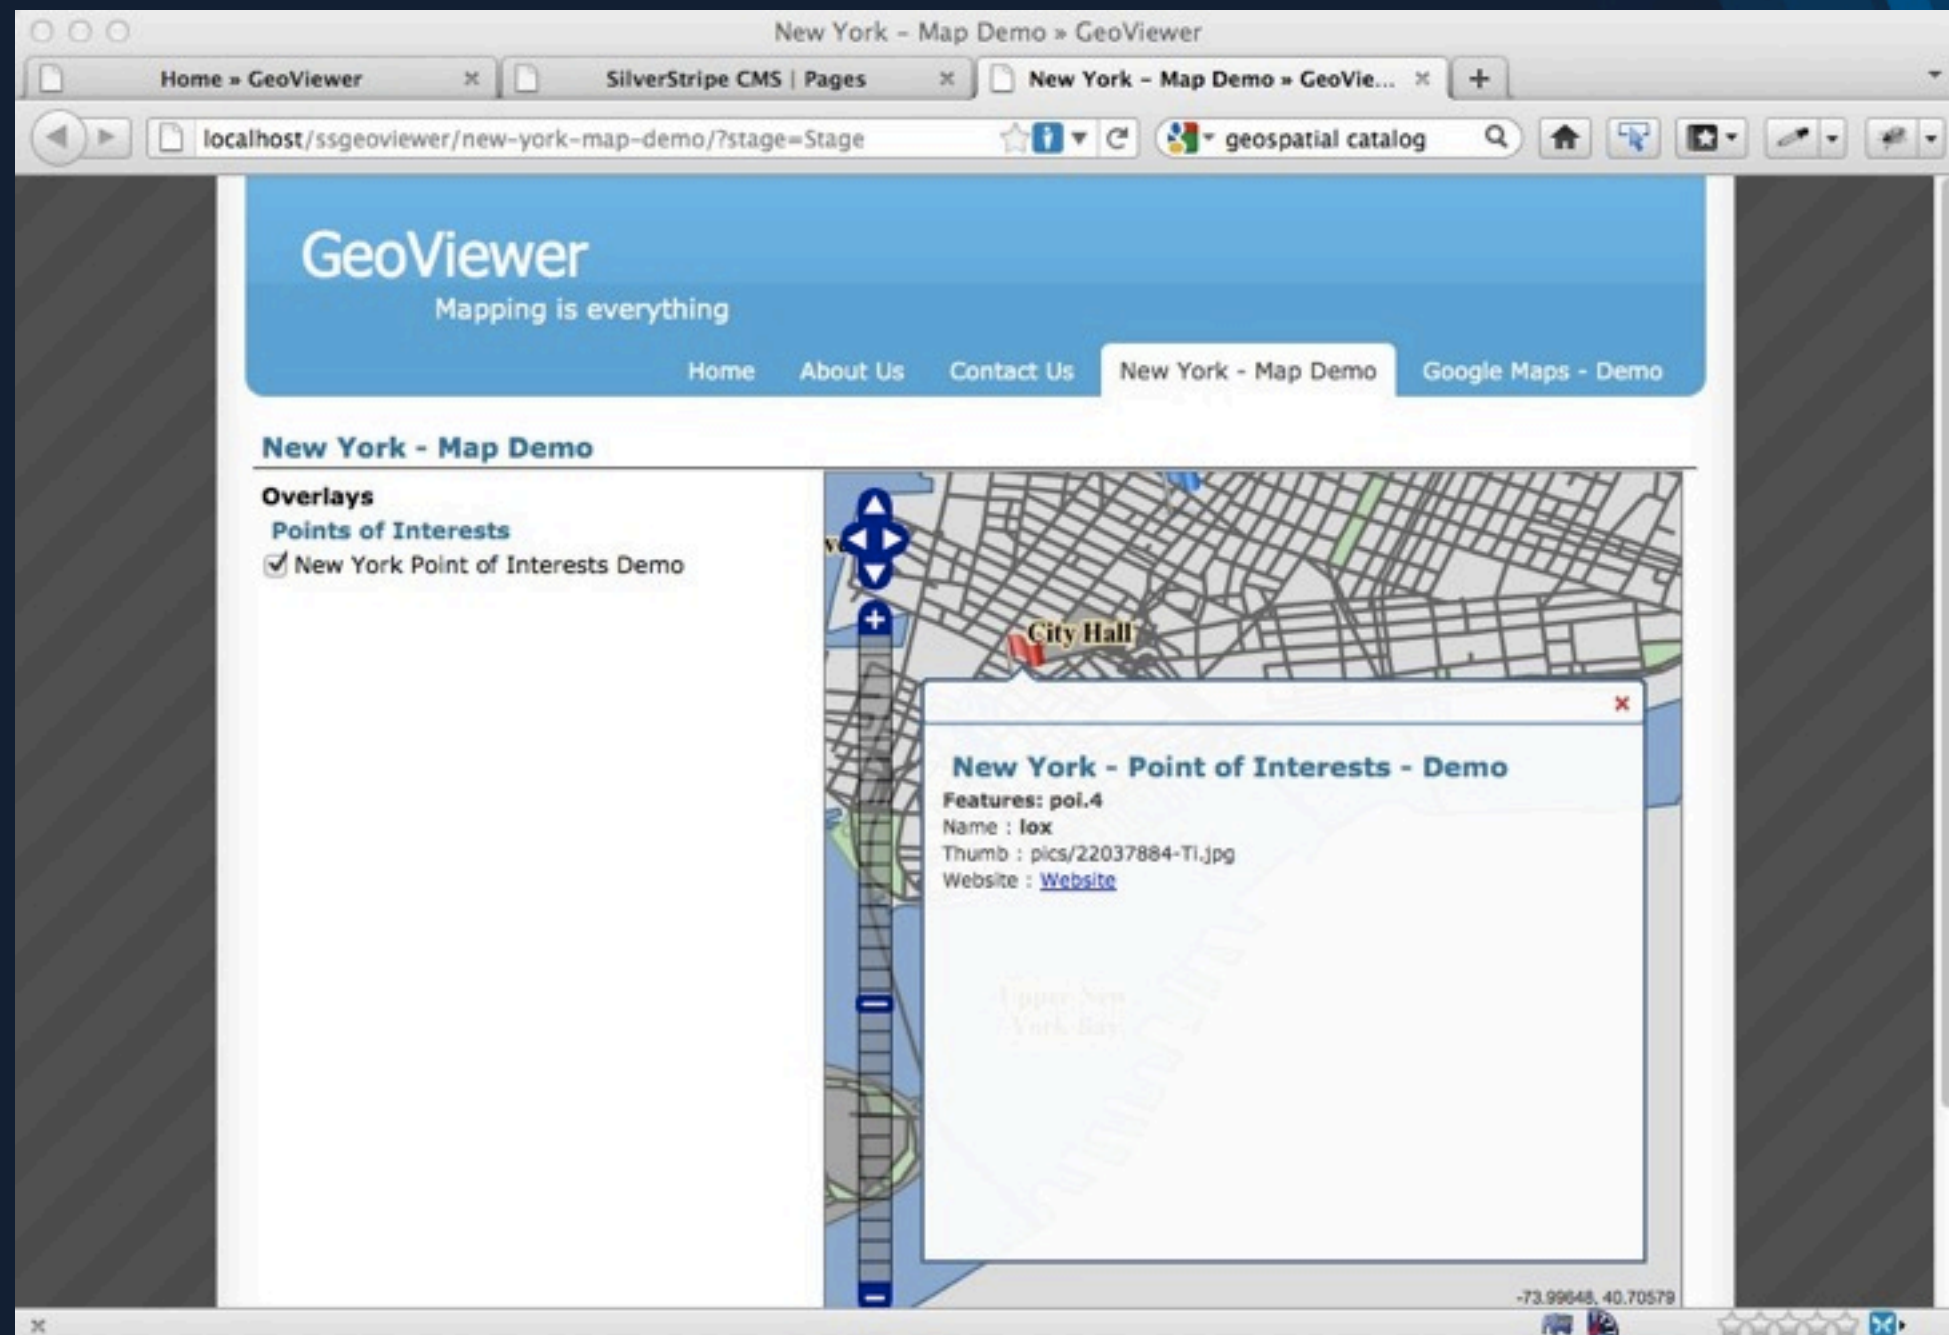 New York – Map Demo » GeoViewer
Home » GeoViewer
SilverStripe CMS | Pages
New York – Map Demo » GeoVie...
localhost/ssgeoviewer/new-york-map-demo/?stage=Stage
geospatial catalog
GeoViewer
Mapping is everything
Home About Us Contact Us New York - Map Demo Google Maps - Demo
New York - Map Demo
Overlays
Points of Interests
New York Point of Interests Demo
City Hall
New York - Point of Interests - Demo
Features: poi.4
Name : lox
Thumb : pics/22037884-Ti.jpg
Website : Website
Upper New
York Bay
-73.99648, 40.70579